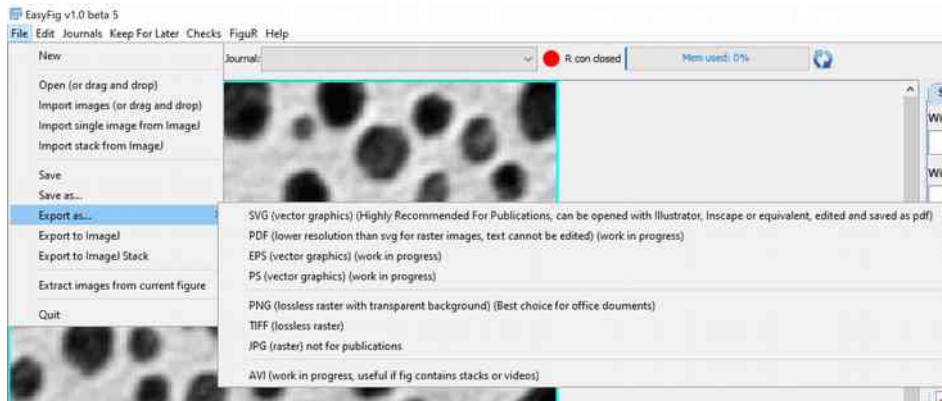 EasyFig v1.0 beta 5
File Edit Journals Keep For Later Checks FiguR Help
New
Journal:
R con closed
Mem used: 0%
Open (or drag and drop)
Import images (or drag and drop)
Import single image from ImageJ
Import stack from ImageJ
Save
Save as...
Export as...
SVG (vector graphics) (Highly Recommended For Publications, can be opened with Illustrator, Inscape or equivalent, edited and saved as pdf)
Export to ImageJ
PDF (lower resolution than svg for raster images, text cannot be edited) (work in progress)
Export to ImageJ Stack
EPS (vector graphics) (work in progress)
PS (vector graphics) (work in progress)
Extract images from current figure
PNG (lossless raster with transparent background) (Best choice for office douments)
Quit
TIFF (lossless raster)
JPG (raster) not for publications
AVI (work in progress, useful if fig contains stacks or videos)